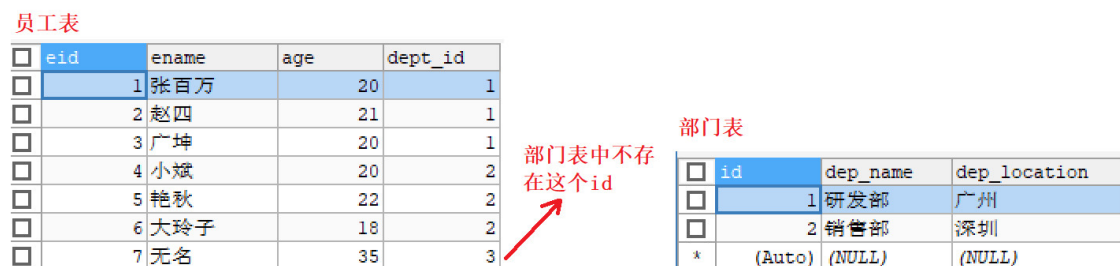 员工表
eid ename age dept_id
1 张百万 20 1
2 赵四 21 1
3 广坤 20 1
4 小斌 20 2
5 艳秋 22 2
6 大玲子 18 2
7 无名 35 3
部门表中不存
在这个id
部门表
id dep_name dep_location
1 研发部 广州
2 销售部 深圳
* (Auto) (NULL) (NULL)